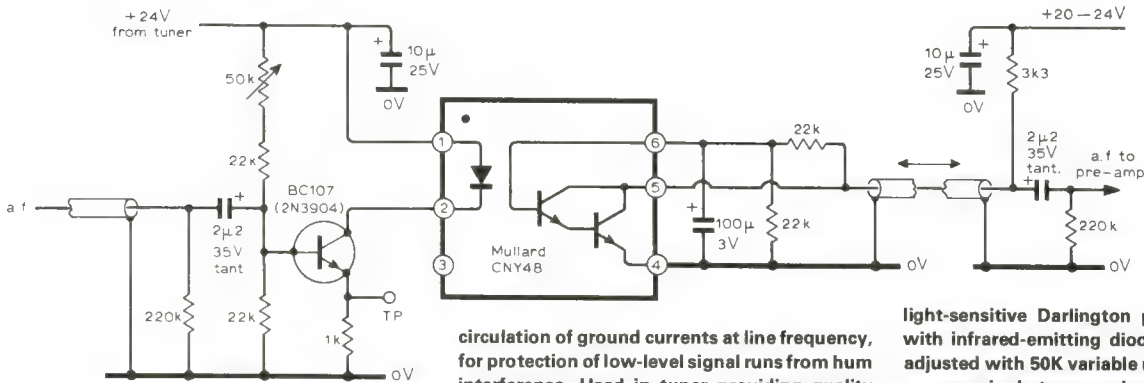 +24V
from tuner
+20–24V
10μ
25V
0V
50k
22k
a.f
2μ2
35V
tant
220k
22k
BC107
(2N3904)
TP
1k
0V
1
2
3
Mullard
CNY48
6
5
4
22k
100μ
3V
22k
0V
10μ
25V
0V
3k3
2μ2
35V
tant.
a.f to
pre-amp
220k
0V
circulation of ground currents at line frequency,
for protection of low-level signal runs from hum
light-sensitive Darlington
with infrared-emitting
adjusted with 50K variable